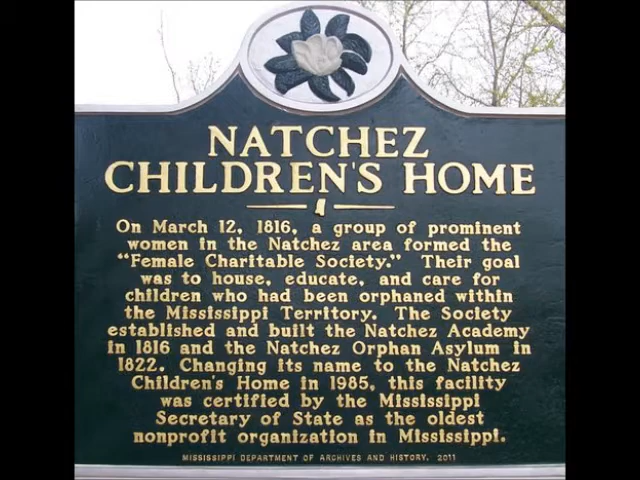 NATCHEZ
CHILDREN'S HOME
On March 12, 1816, a group of prominent
women in the Natchez area formed the
"Female Charitable Society." Their goal
was to house, educate, and care for
children who had been orphaned within
the Mississippi Territory. The Society
established and built the Natchez Academy
in 1816 and the Natchez Orphan Asylum in
1822. Changing its name to the Natchez
Children's Home in 1985, this facility
was certified by the Mississippi
Secretary of State as the oldest
nonprofit organization in Mississippi.
MISSISSIPPI DEPARTMENT OF ARCHIVES AND HISTORY, 2011